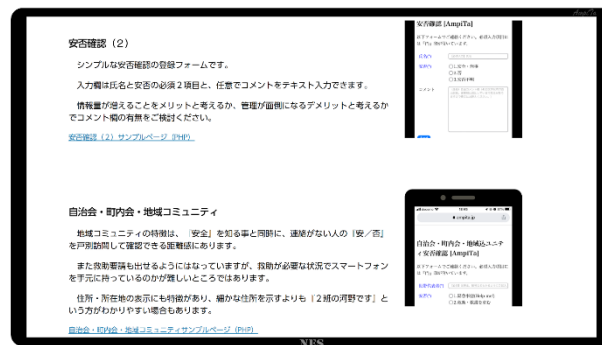 AmpiTa
安否確認（2）
シンプルな安否確認の登録フォームです。
入力欄は氏名と安否の必須２項目と、任意でコメントをテキスト入力できます。
情報量が増えることをメリットと考えるか、管理が面倒になるデメリットと考えるか
でコメント欄の有無をご検討ください。
安否確認（2）サンプルページ（PHP）
安否確認 [AmpiTa]
コメント
自治会・町内会・地域コミュニティ
地域コミュニティの特徴は、『安全』を知る事と同時に、連絡がない人の『安／否』
を戸別訪問して確認できる距離感にあります。
また救助要請も出せるようにはなっていますが、救助が必要な状況でスマートフォン
を手元に持っているのかが難しいところではあります。
住所・所在地の表示にも特徴があり、細かな住所を示すよりも『２班の河野です』と
いう方がわかりやすい場合もあります。
自治会・町内会・地域コミュニティサンプルページ（PHP）
ampita.jp
自治会・町内会・地域コミュニテ
ィ安否確認 [AmpiTa]
NES